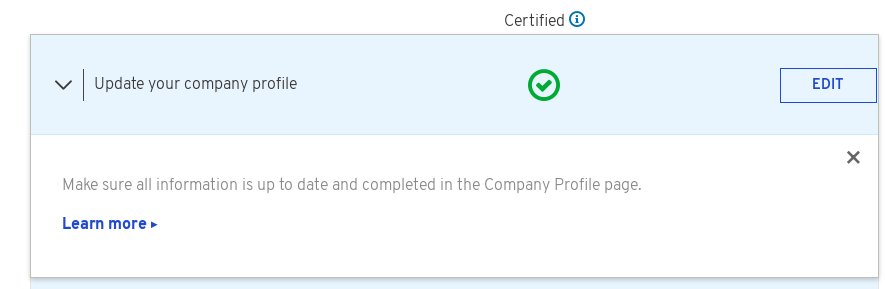 Certified
Update your company profile
EDIT
Make sure all information is up to date and completed in the Company Profile page.
Learn more ▸